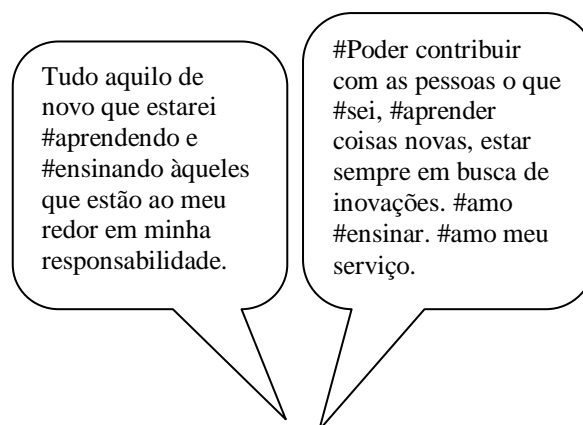 Tudo aquilo de
novo que estarei
#aprendendo e
#ensinando àqueles
que estão ao meu
redor em minha
responsabilidade.
#Poder contribuir
com as pessoas o que
#sei, #aprender
coisas novas, estar
sempre em busca de
inovações. #amo
#ensinar. #amo meu
serviço.